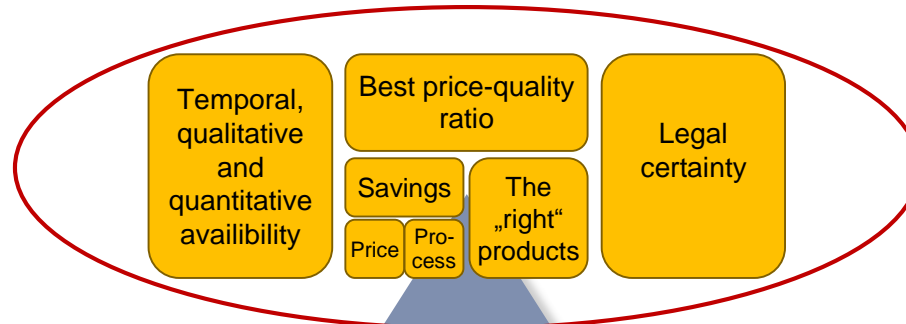 Temporal,
qualitative
and
quantitative
availibility
Best price-quality
ratio
Savings
Price
Pro-
cess
The
„right“
products
Legal
certainty